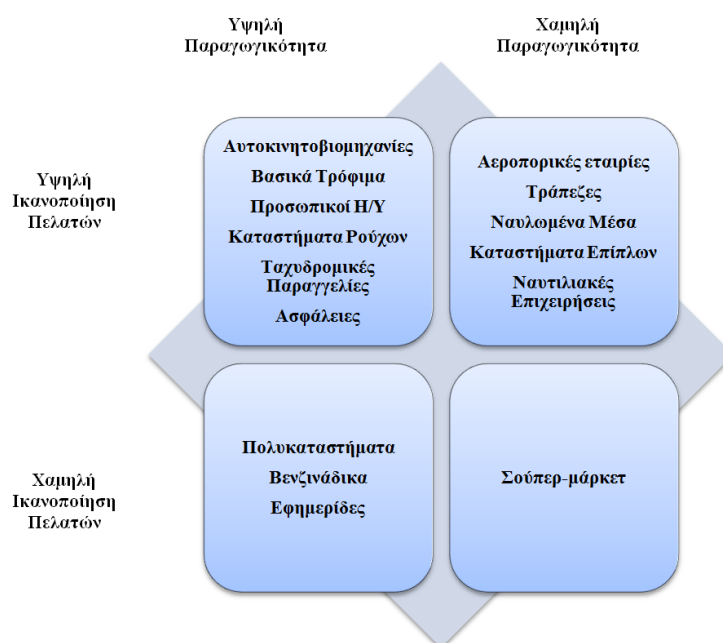 Υψηλή
Παραγωγικότητα
Χαμηλή
Παραγωγικότητα
Υψηλή
Ικανοποίηση
Πελατών
Αυτοκινητοβιομηχανίες
Βασικά Τρόφιμα
Προσωπικοί Η/Υ
Καταστήματα Ρούχων
Ταχυδρομικές
Παραγγελίες
Ασφάλειες
Αεροπορικές εταιρίες
Τράπεζες
Ναυλωμένα Μέσα
Καταστήματα Επίπλων
Ναυτιλιακές
Επιχειρήσεις
Χαμηλή
Ικανοποίηση
Πελατών
Πολυκαταστήματα
Βενζινάδικα
Εφημερίδες
Σούπερ-μάρκετ